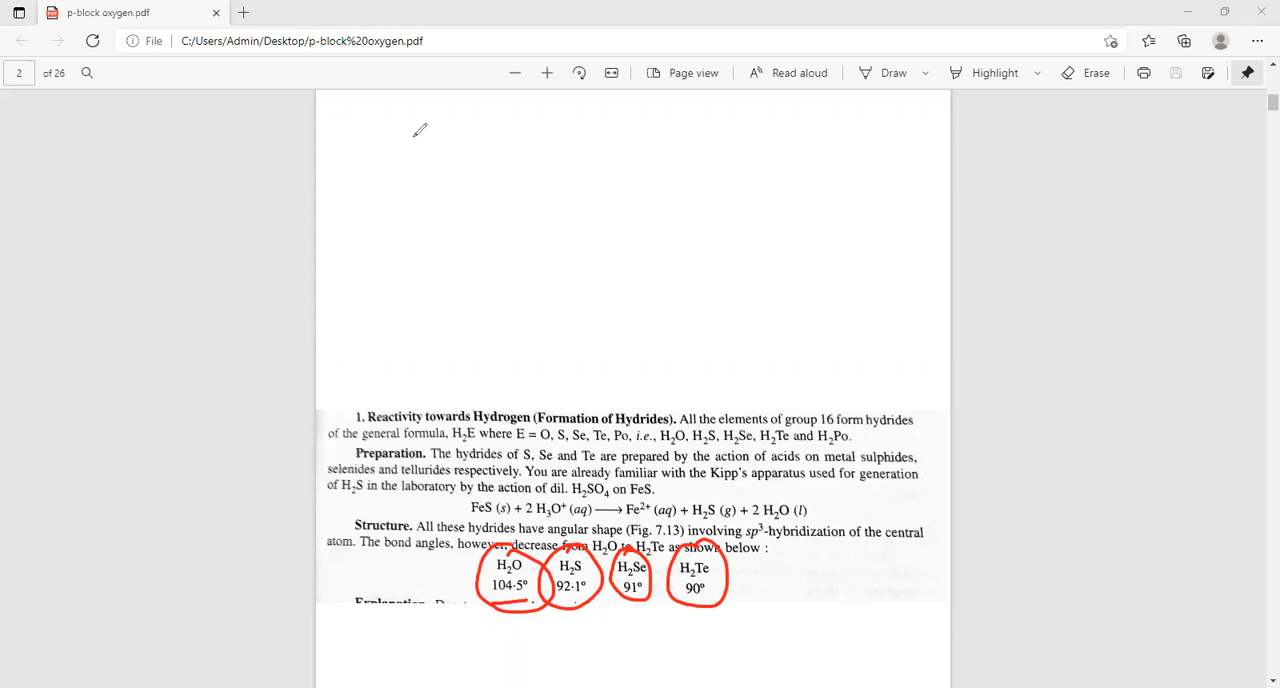 p-block oxygen.pdf
File C:/Users/Admin/Desktop/p-block%20oxygen.pdf
2 of 26 Page view Read aloud Draw Highlight Erase
1. Reactivity towards Hydrogen (Formation of Hydrides). All the elements of group 16 form hydrides
of the general formula, H₂E where E = O, S, Se, Te, Po, i.e., H₂O, H₂S, H₂Se, H₂Te and H₂Po.
Preparation. The hydrides of S, Se and Te are prepared by the action of acids on metal sulphides,
selenides and tellurides respectively. You are already familiar with the Kipp's apparatus used for generation
of H₂S in the laboratory by the action of dil. H₂SO₄ on FeS.
FeS (s) + 2 H₃O⁺ (aq) ⟶ Fe²⁺ (aq) + H₂S (g) + 2 H₂O (l)
Structure. All these hydrides have angular shape (Fig. 7.13) involving sp³-hybridization of the central
atom. The bond angles, however, decrease from H₂O to H₂Te as shown below :
H₂O H₂S H₂Se H₂Te
104·5° 92·1° 91° 90°